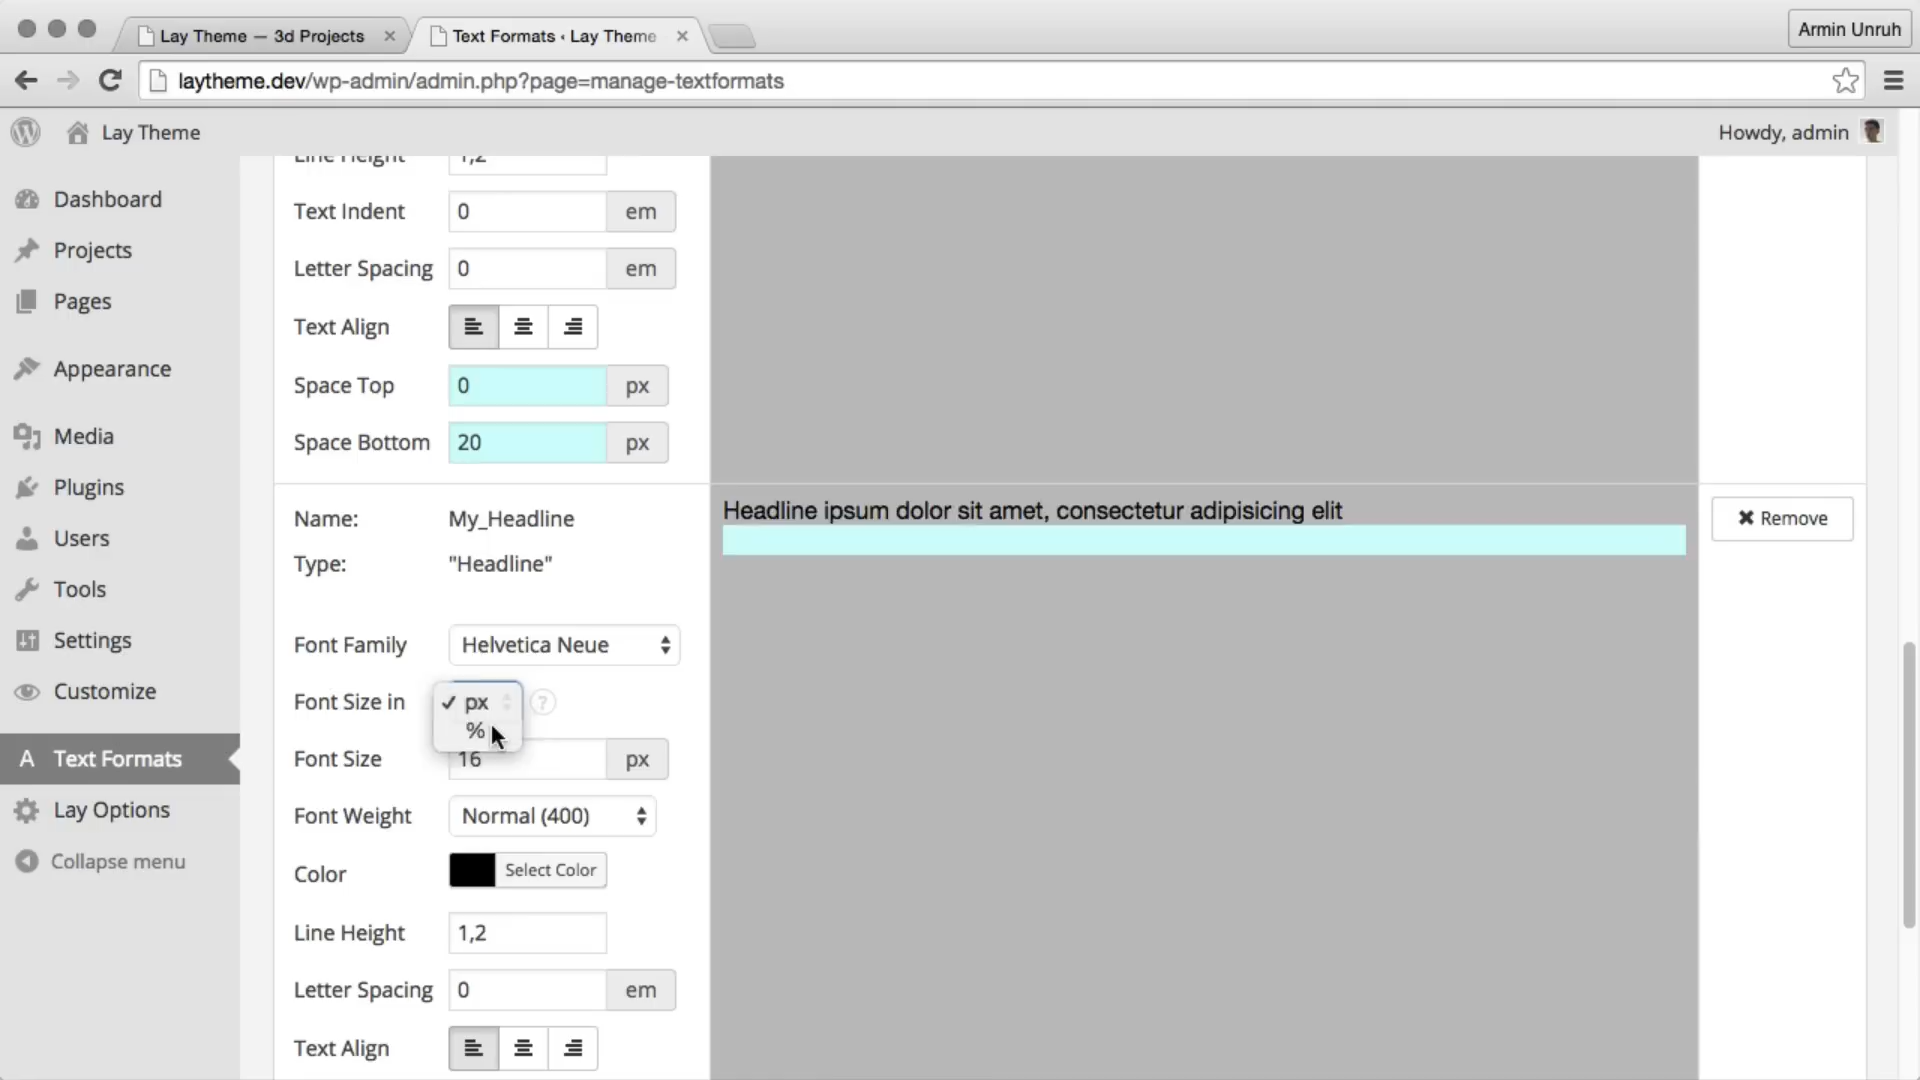 Lay Theme — 3d Projects
Text Formats ‹ Lay Theme
Armin Unruh
laytheme.dev/wp-admin/admin.php?page=manage-textformats
Lay Theme
Howdy, admin
Dashboard
Projects
Pages
Appearance
Media
Plugins
Users
Tools
Settings
Customize
A Text Formats
Lay Options
Collapse menu
Line Height 1,2
Text Indent 0 em
Letter Spacing 0 em
Text Align
Space Top 0 px
Space Bottom 20 px
Name: My_Headline
Type: "Headline"
Font Family Helvetica Neue
Font Size in ✓ px ?
%
Font Size 16 px
Font Weight Normal (400)
Color Select Color
Line Height 1,2
Letter Spacing 0 em
Text Align
Headline ipsum dolor sit amet, consectetur adipisicing elit
✖ Remove